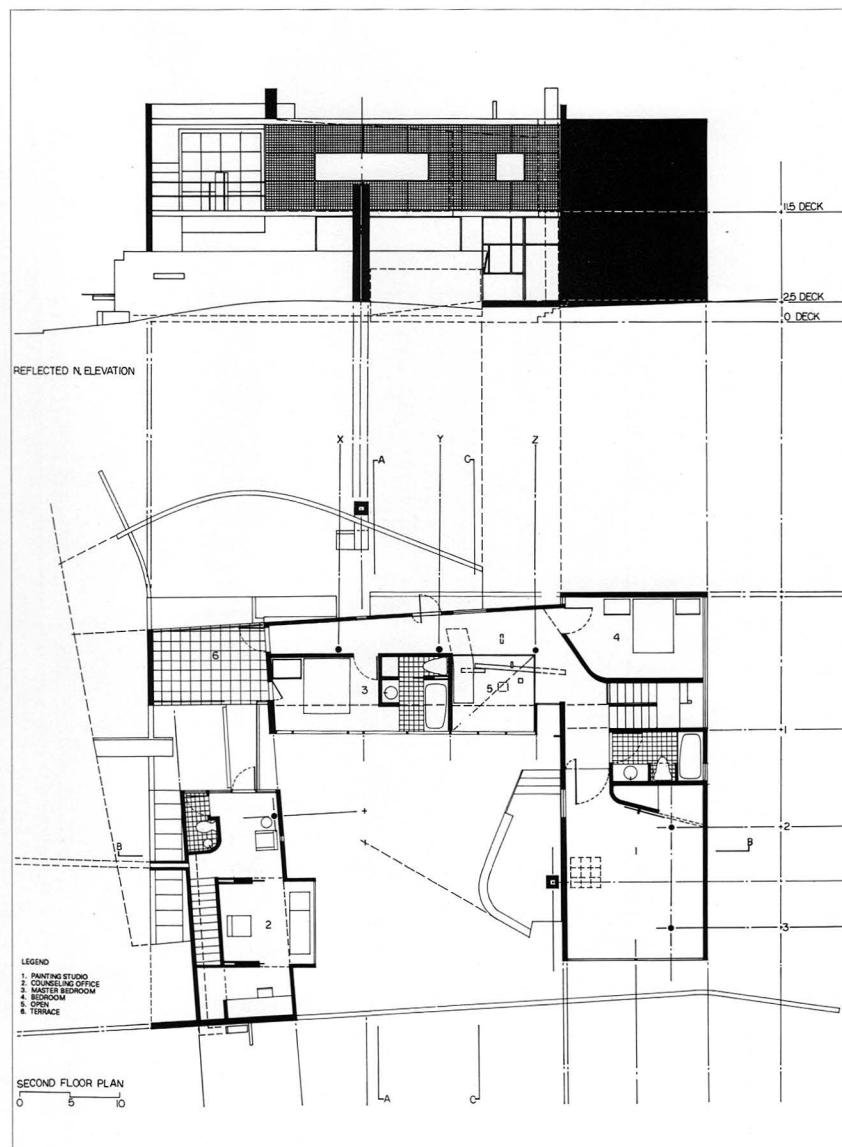 11.5 DECK
2.5 DECK
0 DECK
REFLECTED N. ELEVATION
X
Y
Z
A
C
4
6
3
5
1
2
B
B
1
2
3
LEGEND
1. PAINTING STUDIO
2. COUNSELING OFFICE
3. MASTER BEDROOM
4. BEDROOM
5. OPEN
6. TERRACE
SECOND FLOOR PLAN
0 5 10
A
C